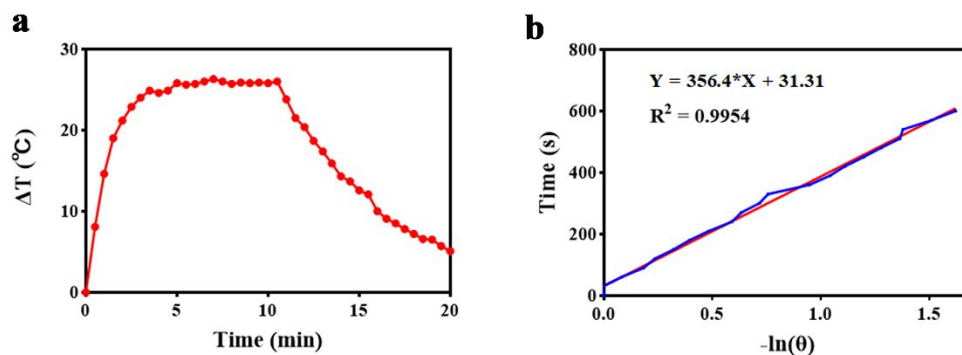 a
30
20
10
0
ΔT (℃)
0 5 10 15 20
Time (min)
b
Y = 356.4*X + 31.31
R² = 0.9954
800
600
400
200
0
Time (s)
0.0 0.5 1.0 1.5
-ln(θ)